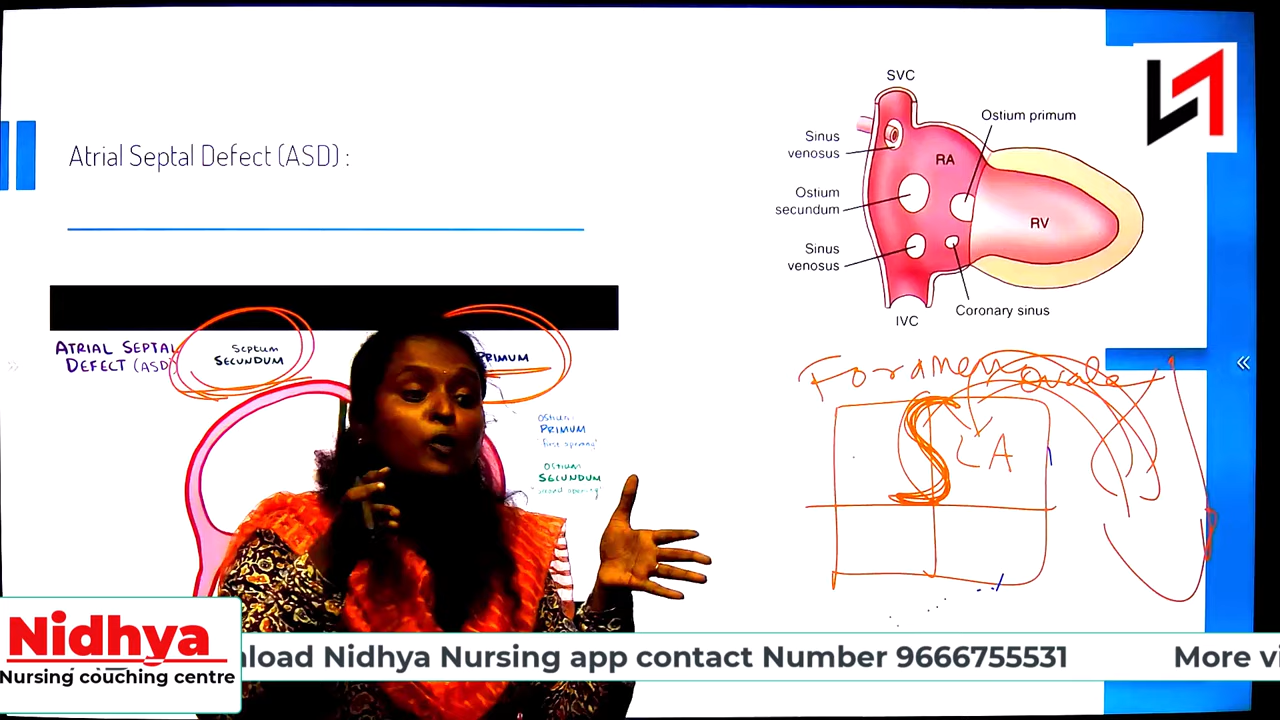 Atrial Septal Defect (ASD) :
SVC
Ostium primum
Sinus
venosus
RA
Ostium
secundum
RV
Sinus
venosus
Coronary sinus
IVC
ATRIAL SEPTAL
DEFECT (ASD)
Septum
SECUNDUM
PRIMUM
Ostium
PRIMUM
"first opening"
Ostium
SECUNDUM
"second opening"
Foramen ovale
LA
Nidhya
Nursing couching centre
load Nidhya Nursing app contact Number 9666755531
More vi